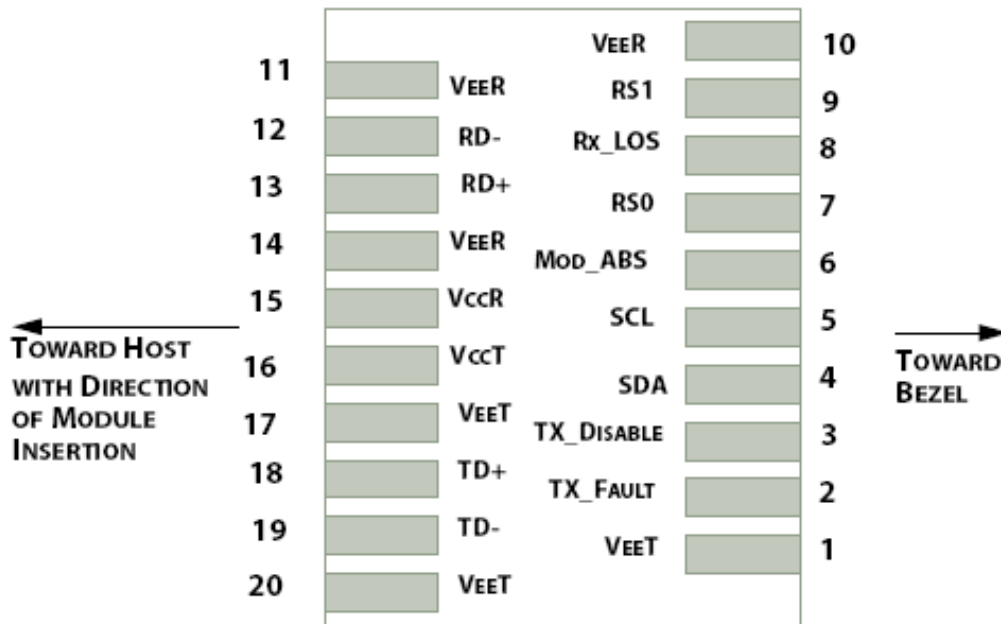 VEER 10
11 VEER
RS1 9
12 RD-
Rx_LOS 8
13 RD+
RS0 7
14 VEER
MOD_ABS 6
15 VCCR
SCL 5
16 VCCT
SDA 4
17 VEET
TX_DISABLE 3
18 TD+
TX_FAULT 2
19 TD-
VEET 1
20 VEET
TOWARD HOST
WITH DIRECTION
OF MODULE
INSERTION
TOWARD
BEZEL